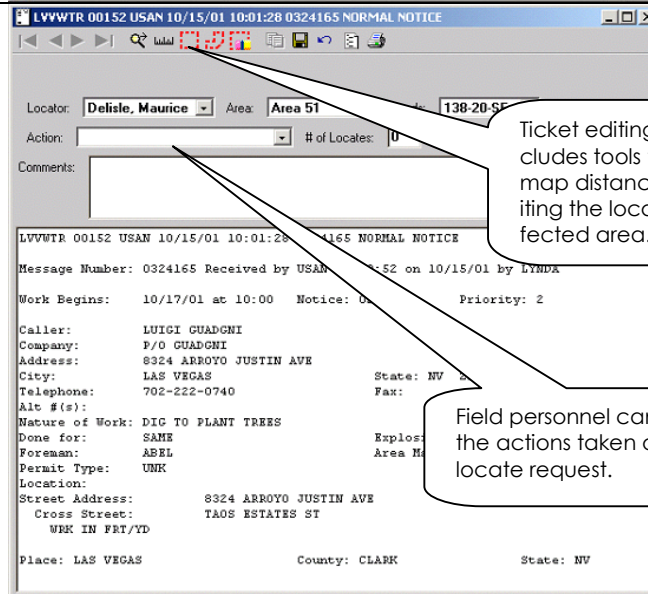 LVVWTR 00152 USAN 10/15/01 10:01:28 0324165 NORMAL NOTICE
Locator: Delisle, Maurice Area: Area 51 138-20-SE
Action: # of Locates: 0
Comments:
Ticket editing
cludes tools
map distanc
iting the loca
fected area.
LVVWTR 00152 USAN 10/15/01 10:01:28 0324165 NORMAL NOTICE
Message Number: 0324165 Received by USAN :52 on 10/15/01 by LYNDA
Work Begins: 10/17/01 at 10:00 Notice: Priority: 2
Caller: LUIGI GUADGNI
Company: P/O GUADGNI
Address: 8324 ARROYO JUSTIN AVE
City: LAS VEGAS State: NV
Telephone: 702-222-0740 Fax:
Alt #(s):
Nature of Work: DIG TO PLANT TREES
Done for: SAME Explosi
Foreman: ABEL Area Ma
Permit Type: UNK
Location:
Street Address: 8324 ARROYO JUSTIN AVE
Cross Street: TAOS ESTATES ST
WRK IN FRT/YD
Field personnel can
the actions taken o
locate request.
Place: LAS VEGAS County: CLARK State: NV